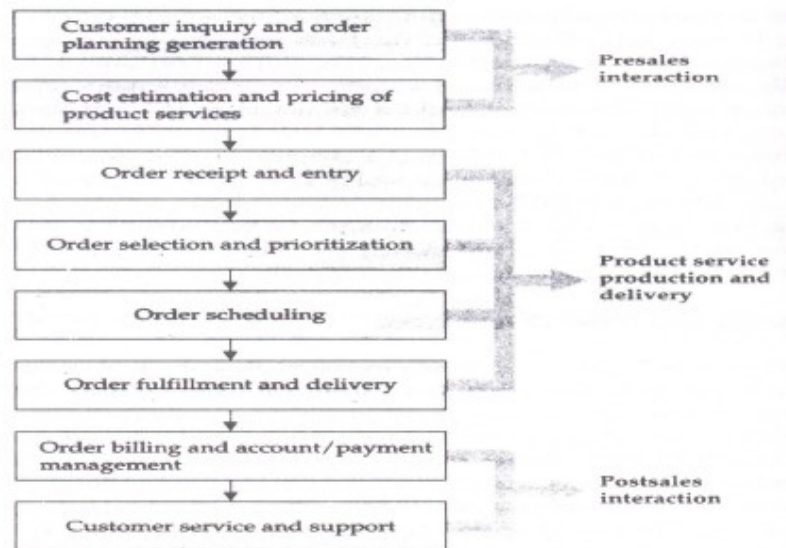 Customer inquiry and order
planning generation
Presales
interaction
Cost estimation and pricing of
product services
Order receipt and entry
Order selection and prioritization
Product service
production and
delivery
Order scheduling
Order fulfillment and delivery
Order billing and account/payment
management
Postsales
interaction
Customer service and support